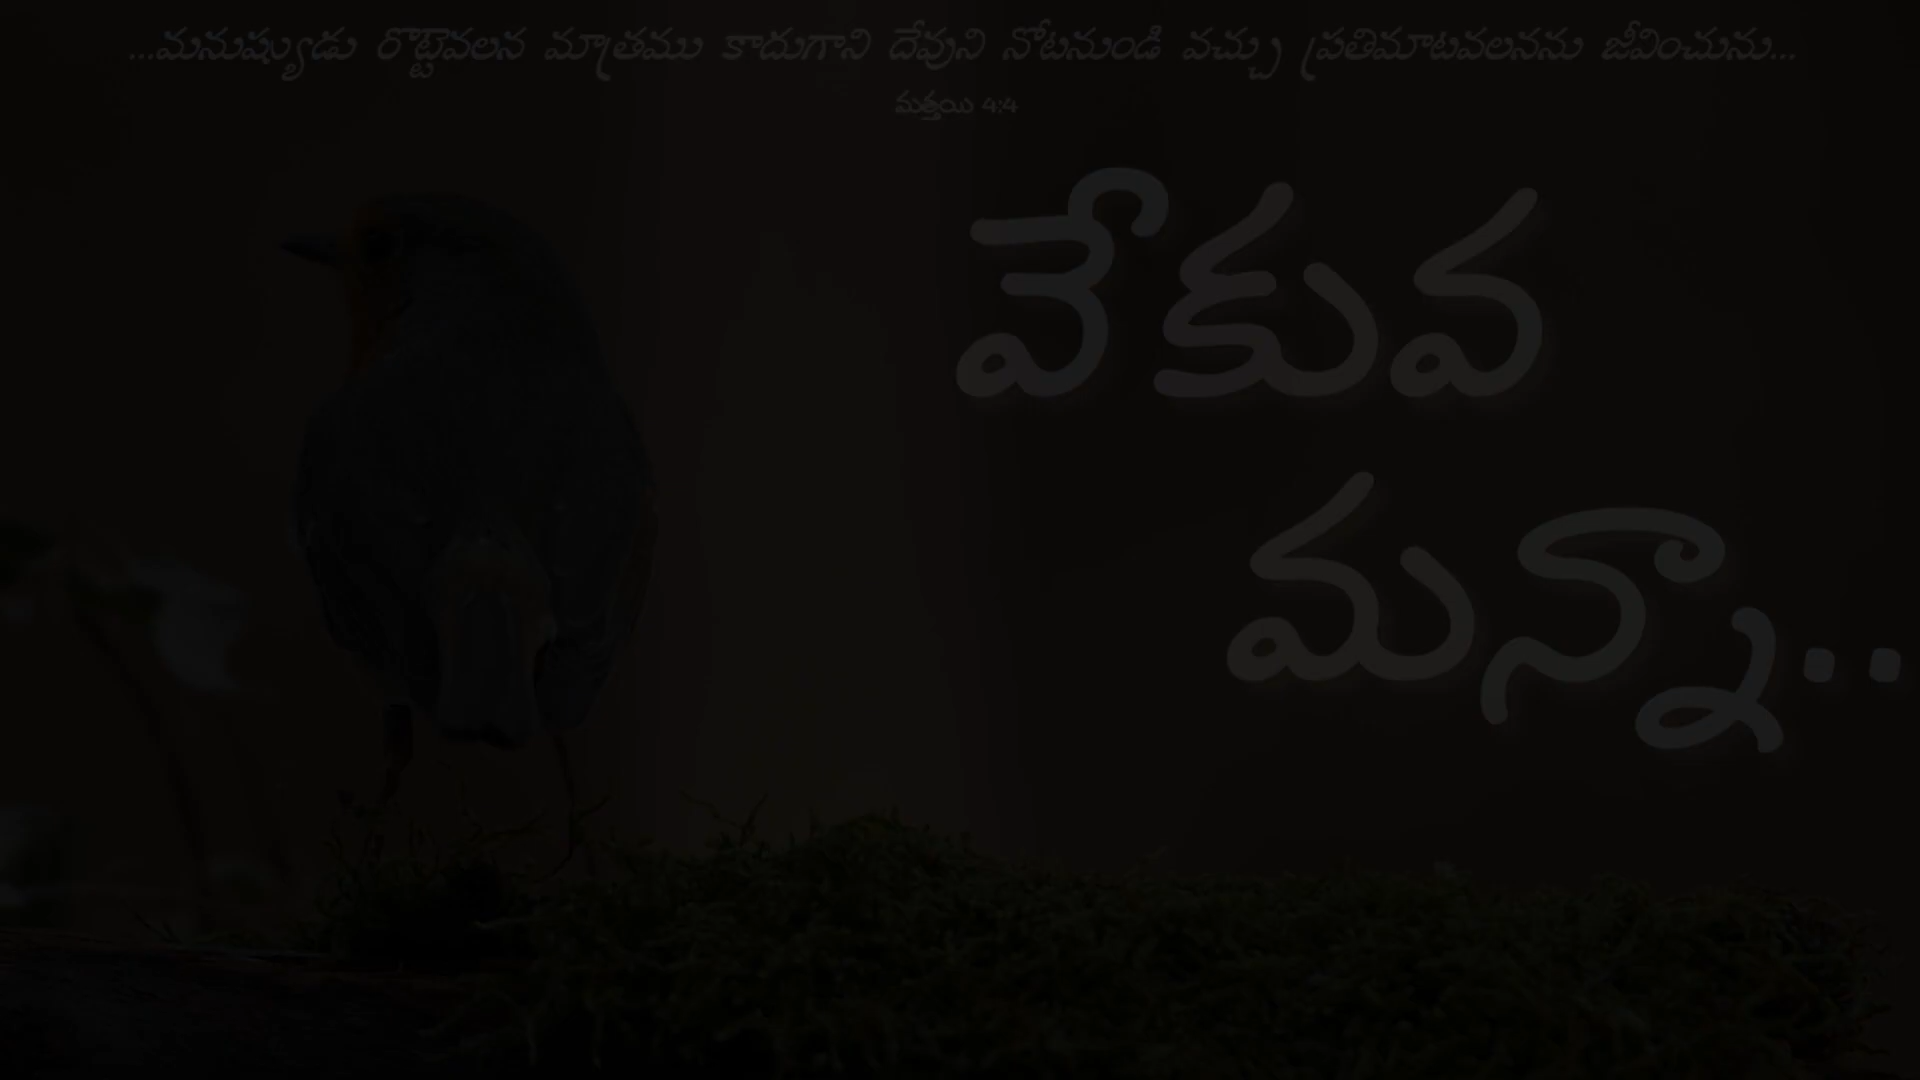 ...మనుష్యుడు రొట్టెవలన మాత్రము కాదుగాని దేవుని నోటనుండి వచ్చు ప్రతిమాటవలనను జీవించును...
మత్తయి 4:4
వేకువ
మన్నా..